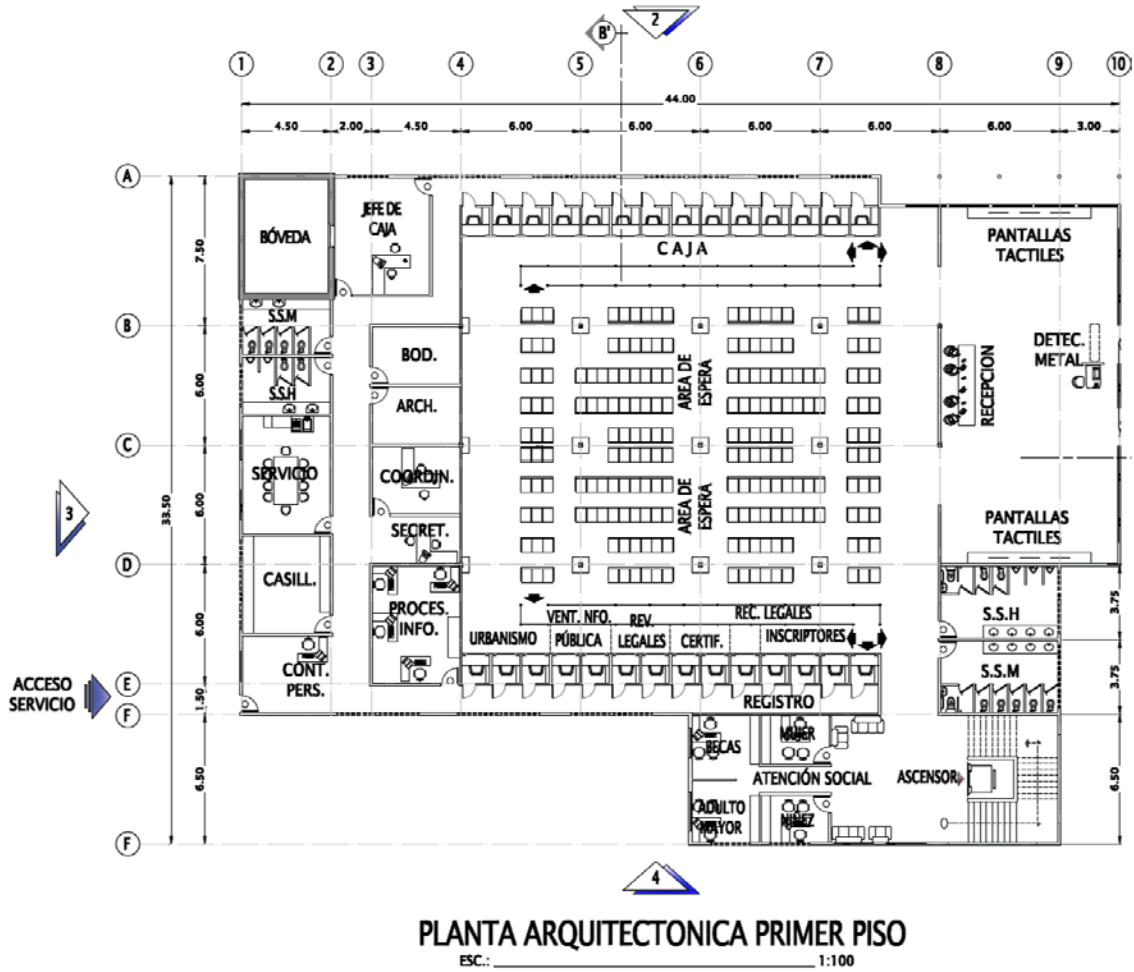 B' 2
1 2 3 4 5 6 7 8 9 10
44.00
4.50 2.00 4.50 6.00 6.00 6.00 6.00 6.00 3.00
A
B
C
D
E
F
F
33.50
7.50
6.00
6.00
6.00
1.50
6.50
3
BÓVEDA
JEFE DE
CAJA
CAJA
PANTALLAS
TACTILES
S.S.M
S.S.H
BOD.
ARCH.
AREA DE
ESPERA
RECEPCION
DETEC.
METAL
SERVICIO
COORDIN.
SECRET.
AREA DE
ESPERA
PANTALLAS
TACTILES
CASILL.
PROCES.
INFO.
CONT.
PERS.
ACCESO
SERVICIO
URBANISMO
VENT. NFO.
PÚBLICA
REV.
LEGALES
CERTIF.
REC. LEGALES
INSCRIPTORES
REGISTRO
S.S.H
S.S.M
3.75
3.75
6.50
BECAS
MUJER
ATENCIÓN SOCIAL
ASCENSOR
ADULTO
MAYOR
NIÑEZ
4
PLANTA ARQUITECTONICA PRIMER PISO
ESC.: 1:100